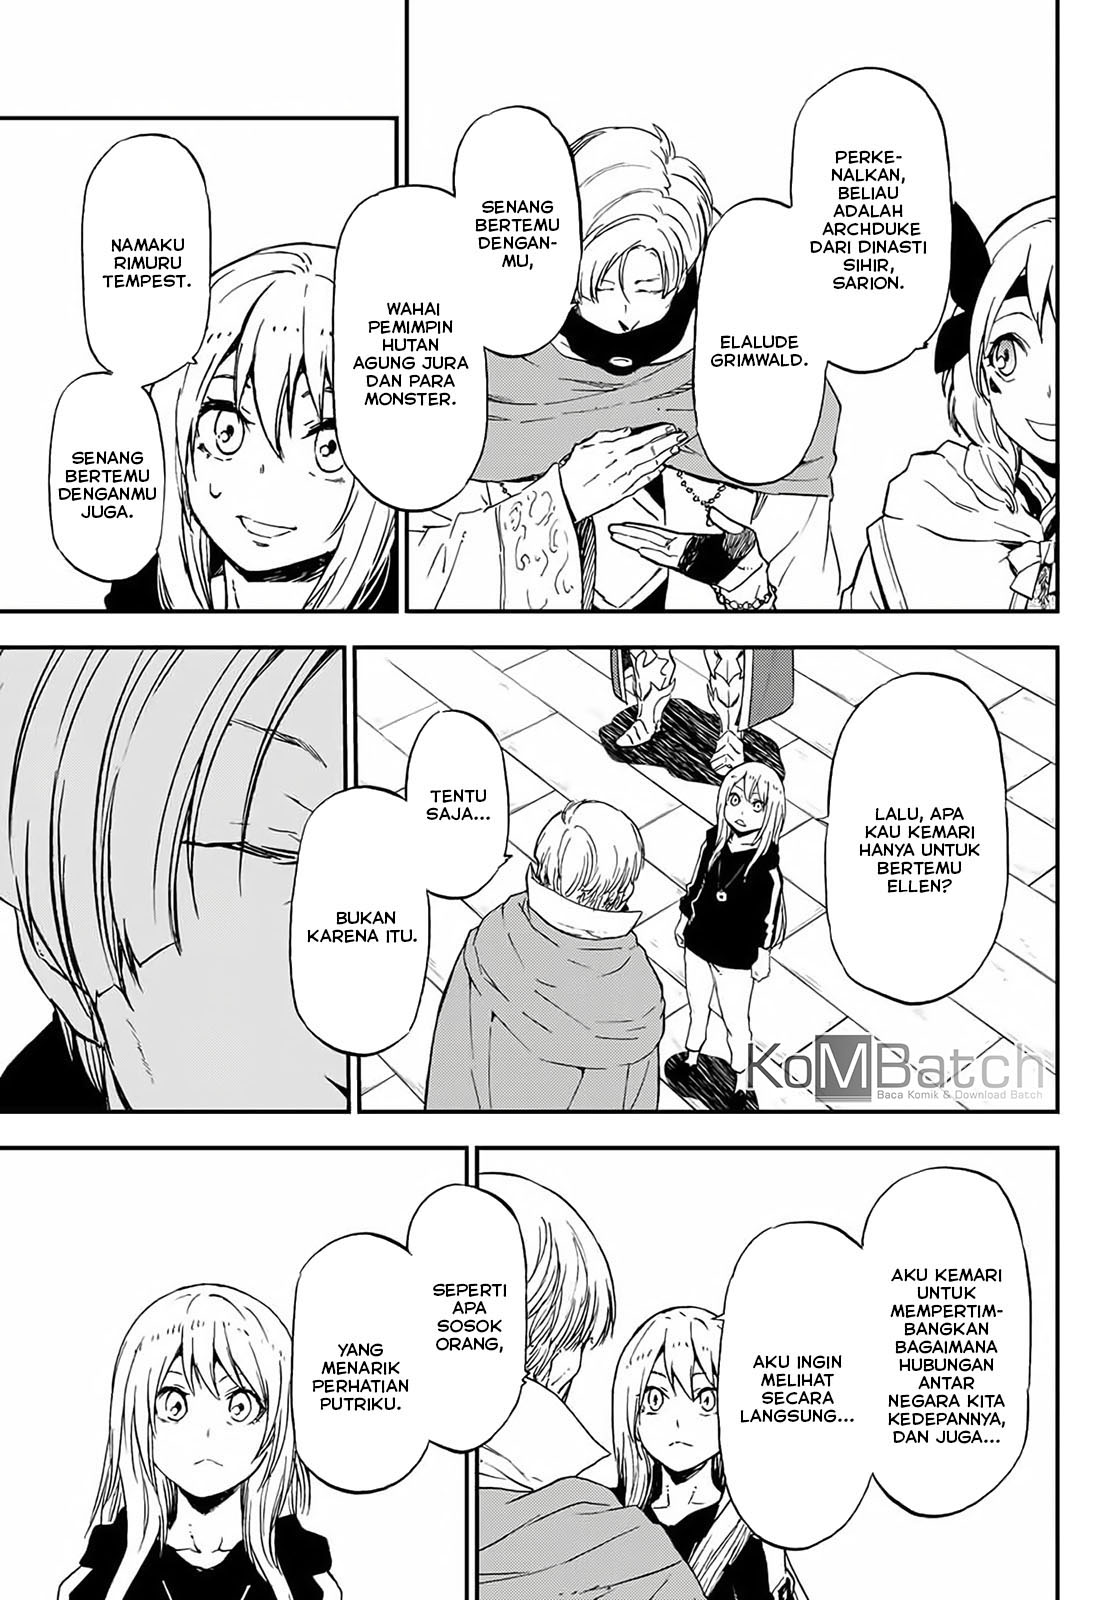 PERKE-
NALKAN,
BELIAU
ADALAH
ARCHDUKE
DARI DINASTI
SIHIR,
SARION.
ELALUDE
GRIMWALD.
SENANG
BERTEMU
DENGAN-
MU,
WAHAI
PEMIMPIN
HUTAN
AGUNG JURA
DAN PARA
MONSTER.
NAMAKU
RIMURU
TEMPEST.
SENANG
BERTEMU
DENGANMU
JUGA.
LALU, APA
KAU KEMARI
HANYA UNTUK
BERTEMU
ELLEN?
TENTU
SAJA...
BUKAN
KARENA ITU.
KoMBatch
Baca Komik & Download Batch
AKU KEMARI
UNTUK
MEMPERTIM-
BANGKAN
BAGAIMANA
HUBUNGAN
ANTAR
NEGARA KITA
KEDEPANNYA,
DAN JUGA...
AKU INGIN
MELIHAT
SECARA
LANGSUNG...
SEPERTI
APA
SOSOK
ORANG,
YANG
MENARIK
PERHATIAN
PUTRIKU.